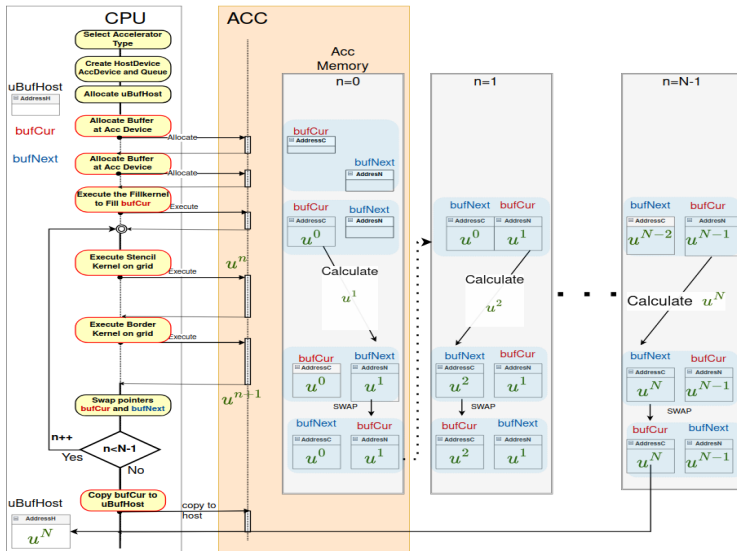 CPU
ACC
Select Accelerator
Type
Create HostDevice
AccDevice and Queue
Allocate uBufHost
uBufHost
AddressH
bufCur
bufNext
Allocate Buffer
at Acc Device
Allocate
Allocate Buffer
at Acc Device
Allocate
Execute the Fillkernel
to Fill bufCur
Execute
Execute Stencil
Kernel on grid
Execute
u^n
Execute Border
Kernel on grid
Execute
u^{n+1}
Swap pointers
bufCur and bufNext
n++
n<N-1
Yes
No
Copy bufCur to
uBufHost
copy to
host
uBufHost
AddressH
u^N
Acc
Memory
n=0
bufCur
AddressC
bufNext
AddresN
bufCur
bufNext
AddressC
AddressN
u^0
Calculate
u^1
bufCur
bufNext
AddressC
AddressN
u^0
u^1
SWAP
bufNext
bufCur
AddressC
AddressN
u^0
u^1
n=1
bufNext
bufCur
AddressC
AddressN
u^0
u^1
Calculate
u^2
bufNext
bufCur
AddressC
AddressN
u^2
u^1
SWAP
bufCur
bufNext
AddressC
AddressN
u^2
u^1
n=N-1
bufNext
bufCur
AddressC
AddressN
u^{N-2}
u^{N-1}
Calculate
u^N
bufNext
bufCur
AddressC
AddressN
u^N
u^{N-1}
SWAP
bufCur
bufNext
AddressC
AddressN
u^N
u^{N-1}